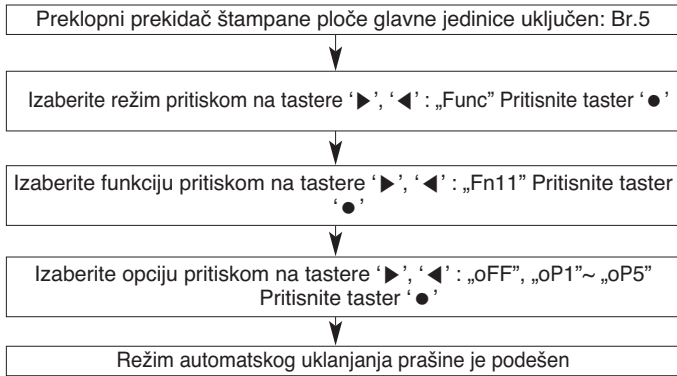 Preklopni prekidač štampane ploče glavne jedinice uključen: Br.5
Izaberite režim pritiskom na tastere ‘▶’, ‘◀’ : „Func” Pritisnite taster ‘●’
Izaberite funkciju pritiskom na tastere ‘▶’, ‘◀’ : „Fn11” Pritisnite taster
‘●’
Izaberite opciju pritiskom na tastere ‘▶’, ‘◀’ : „oFF”, „oP1”~ „oP5”
Pritisnite taster ‘●’
Režim automatskog uklanjanja prašine je podešen